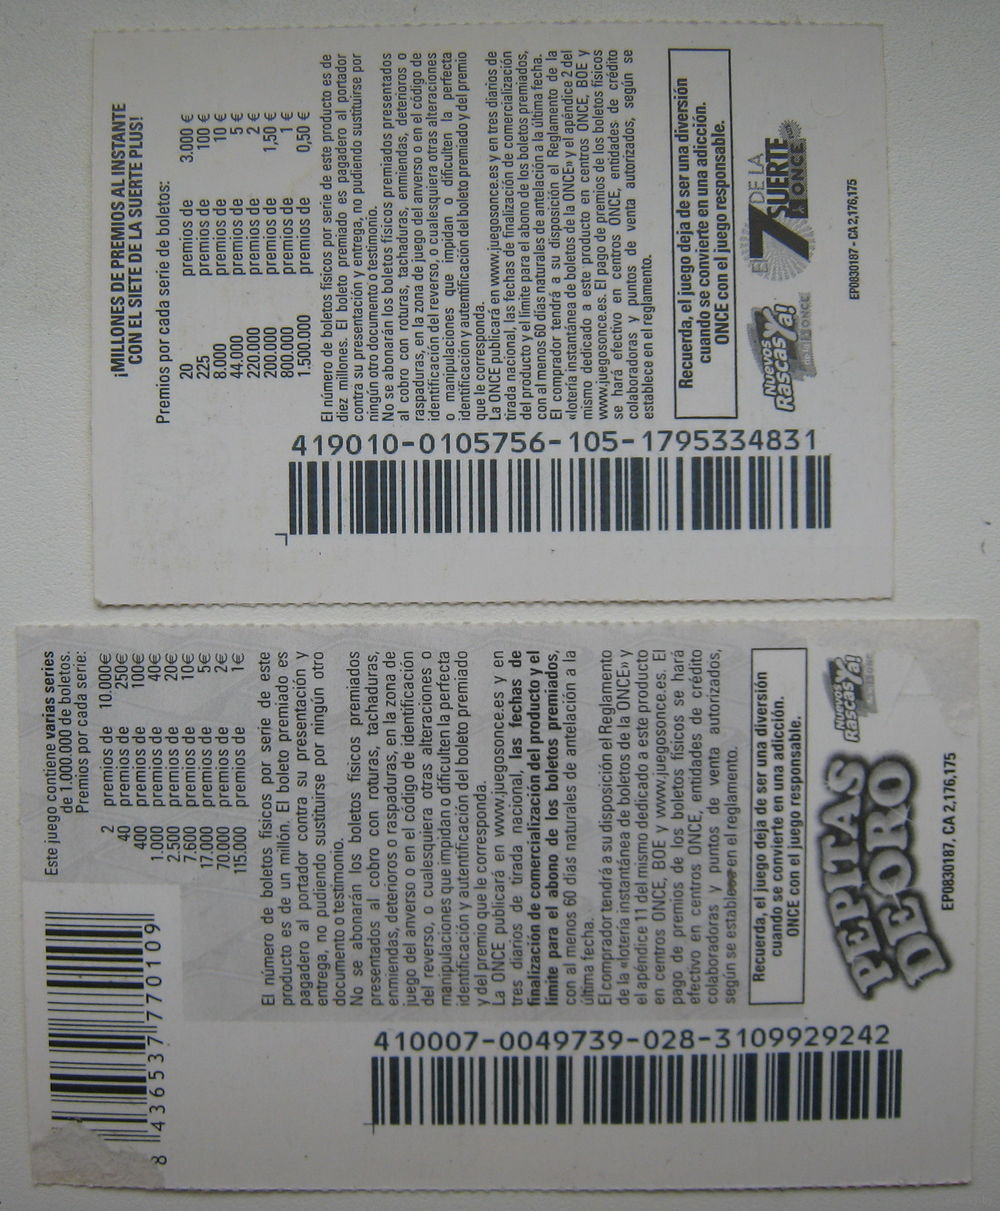 ¡MILLONES DE PREMIOS AL INSTANTE
CON EL SIETE DE LA SUERTE PLUS!
Premios por cada serie de boletos:
20 premios de 3.000 €
225 premios de 100 €
8.000 premios de 10 €
44.000 premios de 5 €
220.000 premios de 2 €
200.000 premios de 1,50 €
800.000 premios de 1 €
1.500.000 premios de 0,50 €
El número de boletos físicos por serie de este producto es de
diez millones. El boleto premiado es pagadero al portador
contra su presentación y entrega, no pudiendo sustituirse por
ningún otro documento o testimonio.
No se abonarán los boletos físicos premiados presentados
al cobro con roturas, tachaduras, enmiendas, deterioros o
raspaduras, en la zona de juego del anverso o en el código de
identificación del reverso, o cualesquiera otras alteraciones
o manipulaciones que impidan o dificulten la perfecta
identificación y autentificación del boleto premiado y del premio
que le corresponda.
La ONCE publicará en www.juegosonce.es y en tres diarios de
tirada nacional, las fechas de finalización de comercialización
del producto y el límite para el abono de los boletos premiados,
con al menos 60 días naturales de antelación a la última fecha.
El comprador tendrá a su disposición el Reglamento de la
«lotería instantánea de boletos de la ONCE» y el apéndice 2 del
mismo dedicado a este producto en centros ONCE, BOE y
www.juegosonce.es. El pago de premios de los boletos físicos
se hará efectivo en centros ONCE, entidades de crédito
colaboradoras y puntos de venta autorizados, según se
establece en el reglamento.
Recuerda, el juego deja de ser una diversión
cuando se convierte en una adicción.
ONCE con el juego responsable.
Nuevos
Rascas Ya!
de la ONCE
EL 7 DE LA
SUERTE
ONCE
EP0830187 - CA 2,176,175
419010-0105756-105-1795334831
Este juego contiene varias series
de 1.000.000 de boletos.
Premios por cada serie:
2 premios de 10.000€
40 premios de 250€
400 premios de 100€
1.000 premios de 40€
2.500 premios de 20€
7.600 premios de 10€
17.000 premios de 5€
70.000 premios de 2€
115.000 premios de 1€
8 436537 770109
El número de boletos físicos por serie de este
producto es de un millón. El boleto premiado es
pagadero al portador contra su presentación y
entrega, no pudiendo sustituirse por ningún otro
documento o testimonio.
No se abonarán los boletos físicos premiados
presentados al cobro con roturas, tachaduras,
enmiendas, deterioros o raspaduras, en la zona de
juego del anverso o en el código de identificación
del reverso, o cualesquiera otras alteraciones o
manipulaciones que impidan o dificulten la perfecta
identificación y autentificación del boleto premiado
y del premio que le corresponda.
La ONCE publicará en www.juegosonce.es y en
tres diarios de tirada nacional, las fechas de
finalización de comercialización del producto y el
límite para el abono de los boletos premiados,
con al menos 60 días naturales de antelación a la
última fecha.
El comprador tendrá a su disposición el Reglamento
de la «lotería instantánea de boletos de la ONCE» y
el apéndice 11 del mismo dedicado a este producto
en centros ONCE, BOE y www.juegosonce.es. El
pago de premios de los boletos físicos se hará
efectivo en centros ONCE, entidades de crédito
colaboradoras y puntos de venta autorizados,
según se establece en el reglamento.
Recuerda, el juego deja de ser una diversión
cuando se convierte en una adicción.
ONCE con el juego responsable.
PEPITAS
DE ORO
Nuevos
Rascas Ya!
de la ONCE
EP0830187, CA 2,176,175
410007-0049739-028-3109929242